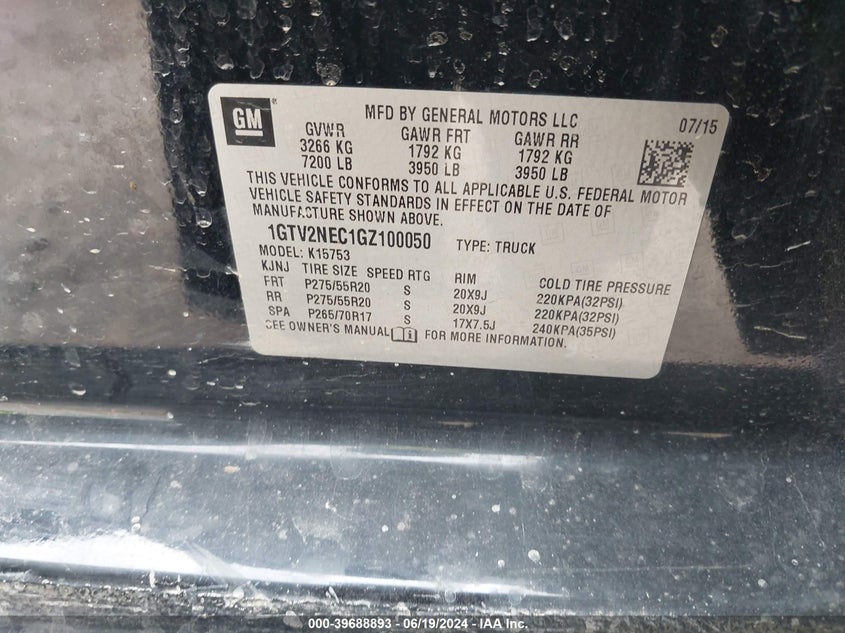 GM
MFD BY GENERAL MOTORS LLC
07/15
GVWR GAWR FRT GAWR RR
3266 KG 1792 KG 1792 KG
7200 LB 3950 LB 3950 LB
THIS VEHICLE CONFORMS TO ALL APPLICABLE U.S. FEDERAL MOTOR
VEHICLE SAFETY STANDARDS IN EFFECT ON THE DATE OF
MANUFACTURE SHOWN ABOVE.
1GTV2NEC1GZ100050 TYPE: TRUCK
MODEL: K15753
KJNJ TIRE SIZE SPEED RTG RIM COLD TIRE PRESSURE
FRT P275/55R20 S 20X9J 220KPA(32PSI)
RR P275/55R20 S 20X9J 220KPA(32PSI)
SPA P265/70R17 S 17X7.5J 240KPA(35PSI)
SEE OWNER'S MANUAL FOR MORE INFORMATION.
000-39688893 - 06/19/2024 - IAA Inc.